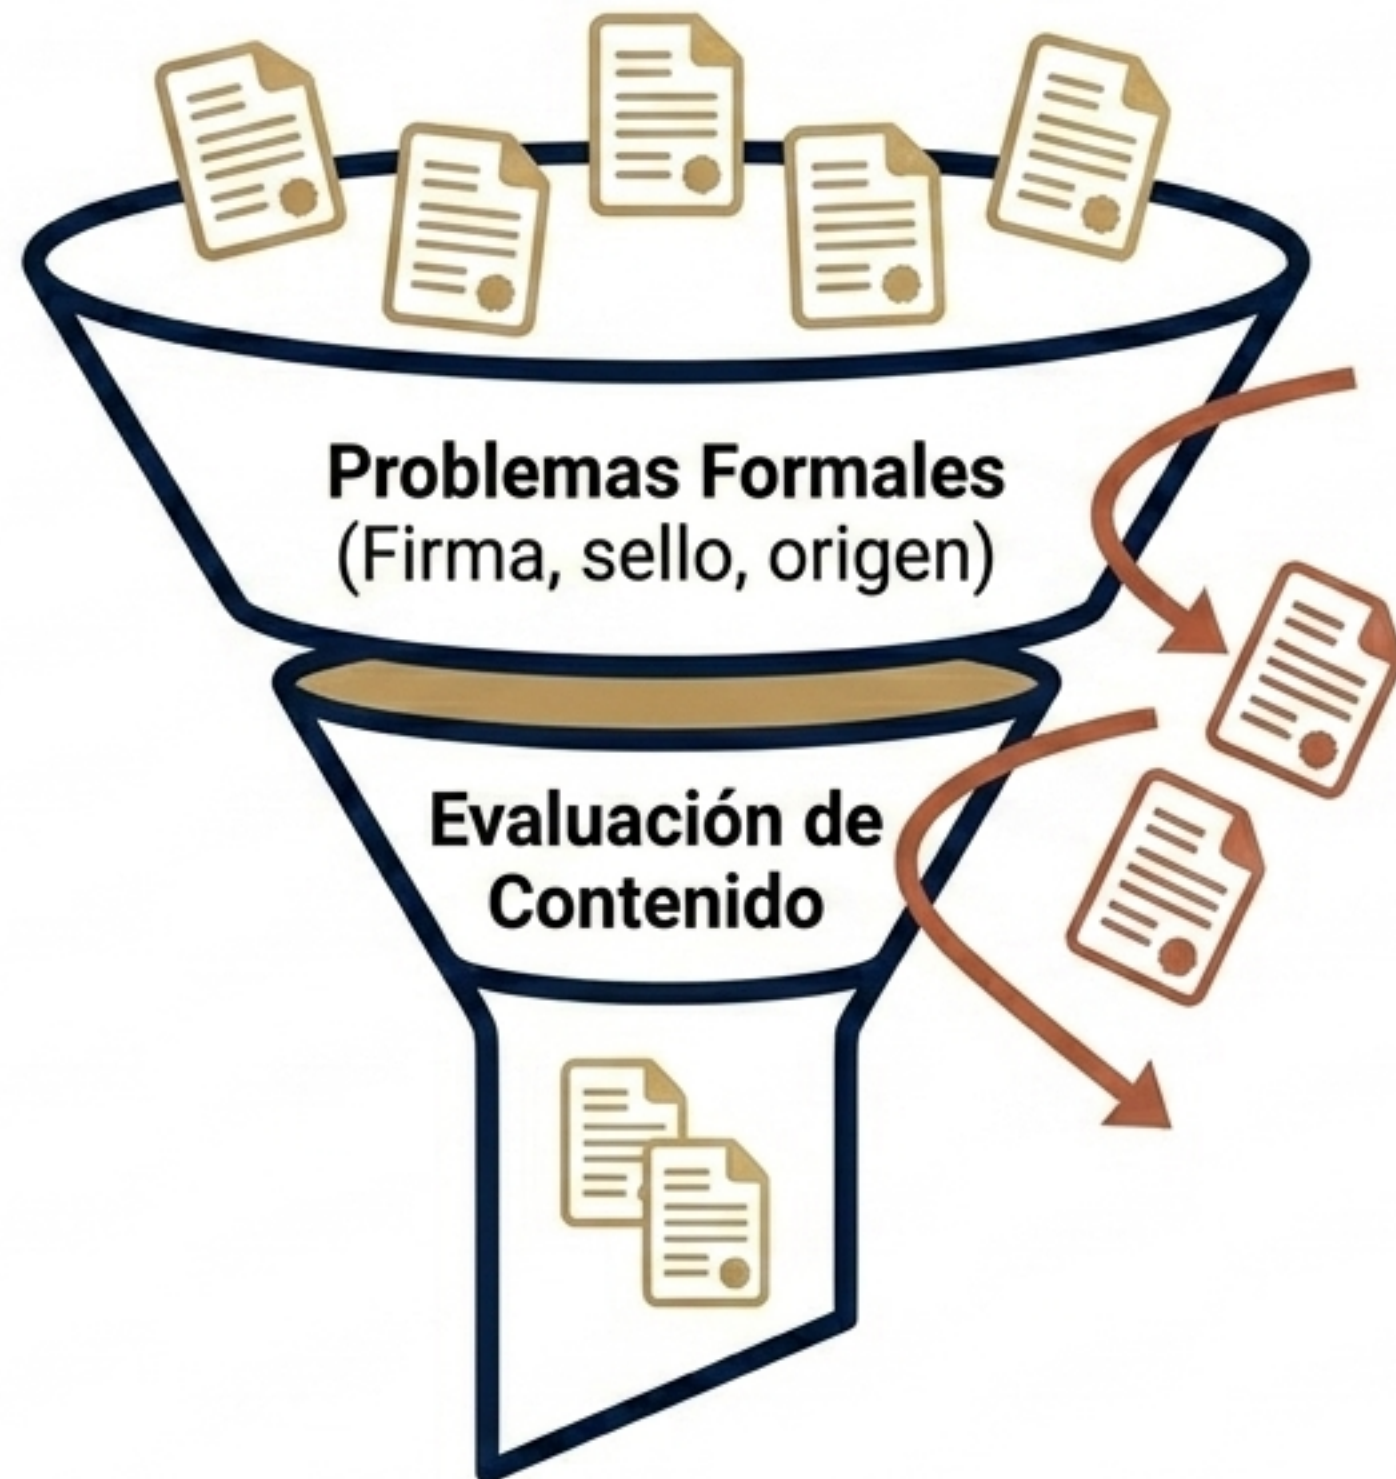 Problemas Formales
(Firma, sello, origen)
Evaluación de
Contenido